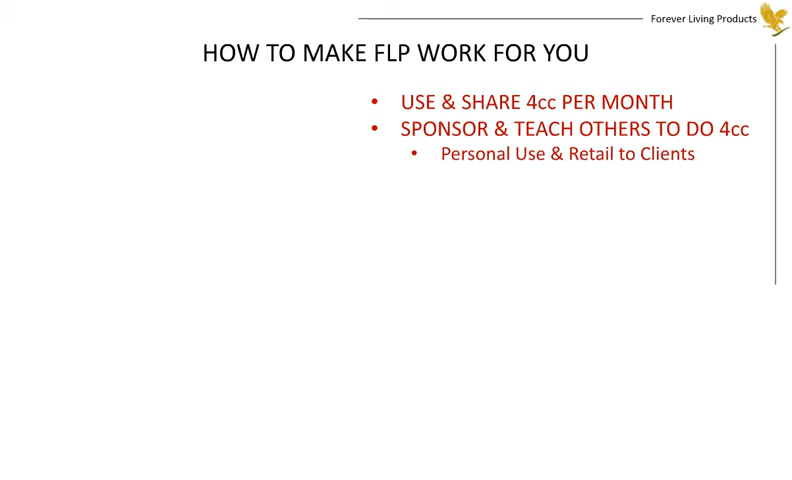 Forever Living Products
HOW TO MAKE FLP WORK FOR YOU
• USE & SHARE 4cc PER MONTH
• SPONSOR & TEACH OTHERS TO DO 4cc
• Personal Use & Retail to Clients